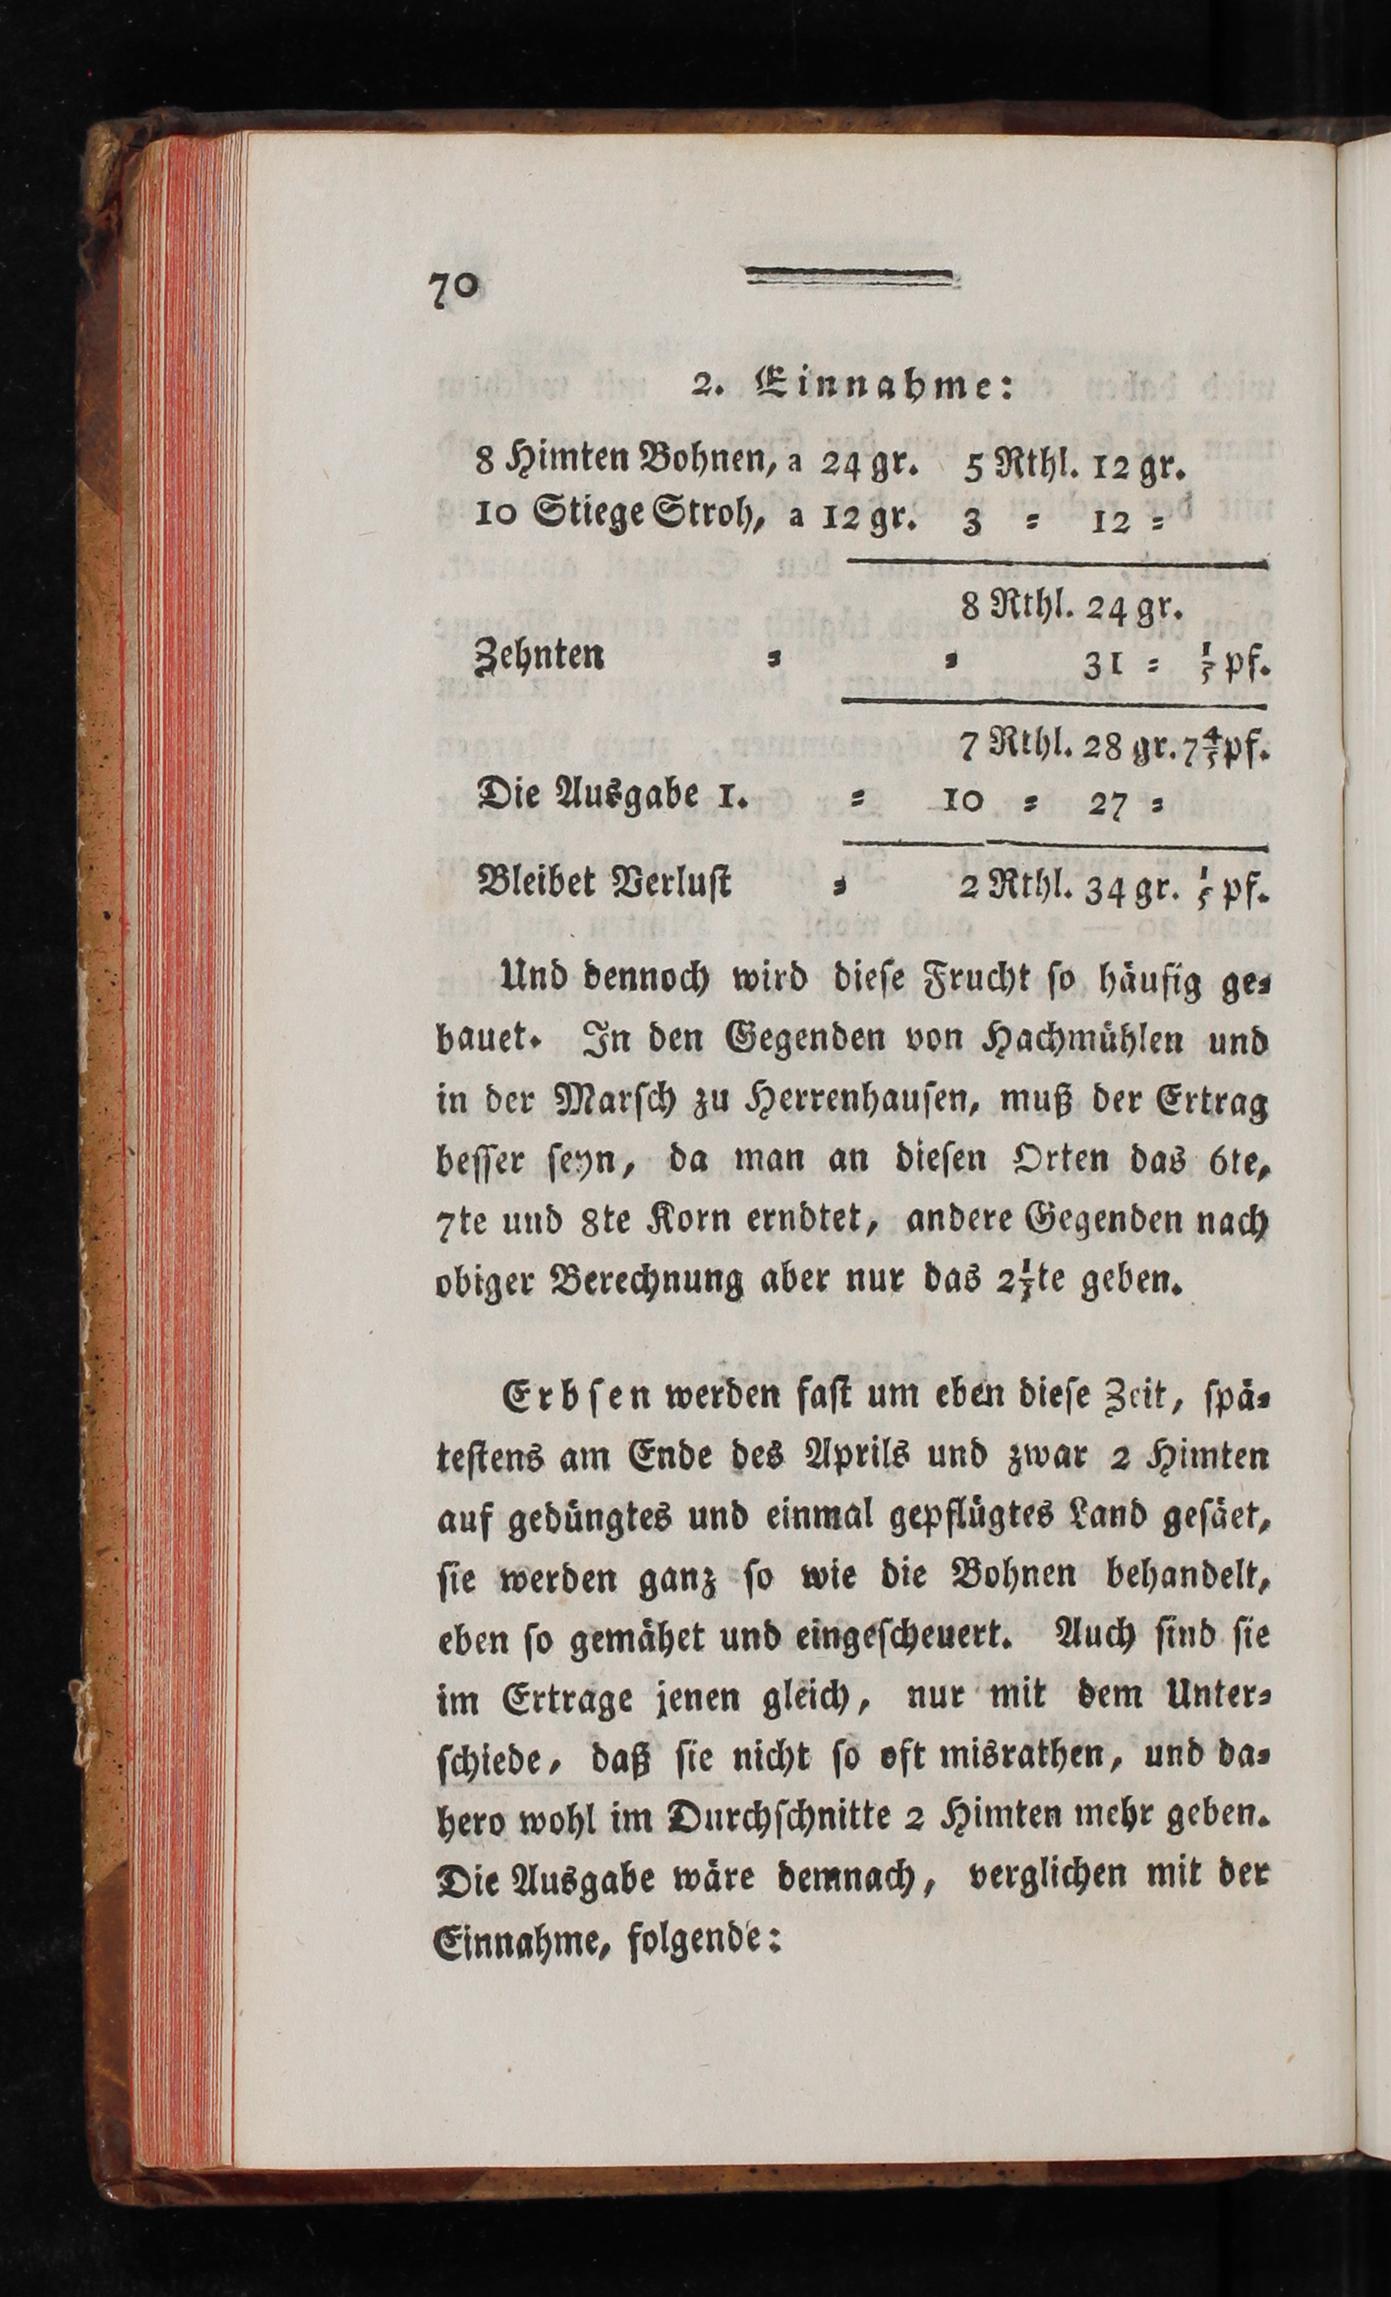 70
2. Einnahme:
8 Himten Bohnen, a 24 gr. 5 Rthl. 12 gr.
10 Stiege Stroh, a 12 gr. 3 = 12 =
8 Rthl. 24 gr.
Zehnten = = 31 = 1/5 pf.
7 Rthl. 28 gr. 7 4/5 pf.
Die Ausgabe 1. = 10 = 27 =
Bleibet Verluſt = 2 Rthl. 34 gr. 1/5 pf.
Und dennoch wird dieſe Frucht ſo häufig ge=
bauet. In den Gegenden von Hachmühlen und
in der Marſch zu Herrenhauſen, muß der Ertrag
beſſer ſeyn, da man an dieſen Orten das 6te,
7te und 8te Korn erndtet, andere Gegenden nach
obiger Berechnung aber nur das 2 1/2te geben.
Erbſen werden faſt um eben dieſe Zeit, ſpä=
teſtens am Ende des Aprils und zwar 2 Himten
auf gedüngtes und einmal gepflügtes Land geſäet,
ſie werden ganz ſo wie die Bohnen behandelt,
eben ſo gemähet und eingeſcheuert. Auch ſind ſie
im Ertrage jenen gleich, nur mit dem Unter=
ſchiede, daß ſie nicht ſo oft misrathen, und da=
hero wohl im Durchſchnitte 2 Himten mehr geben.
Die Ausgabe wäre demnach, verglichen mit der
Einnahme, folgende: